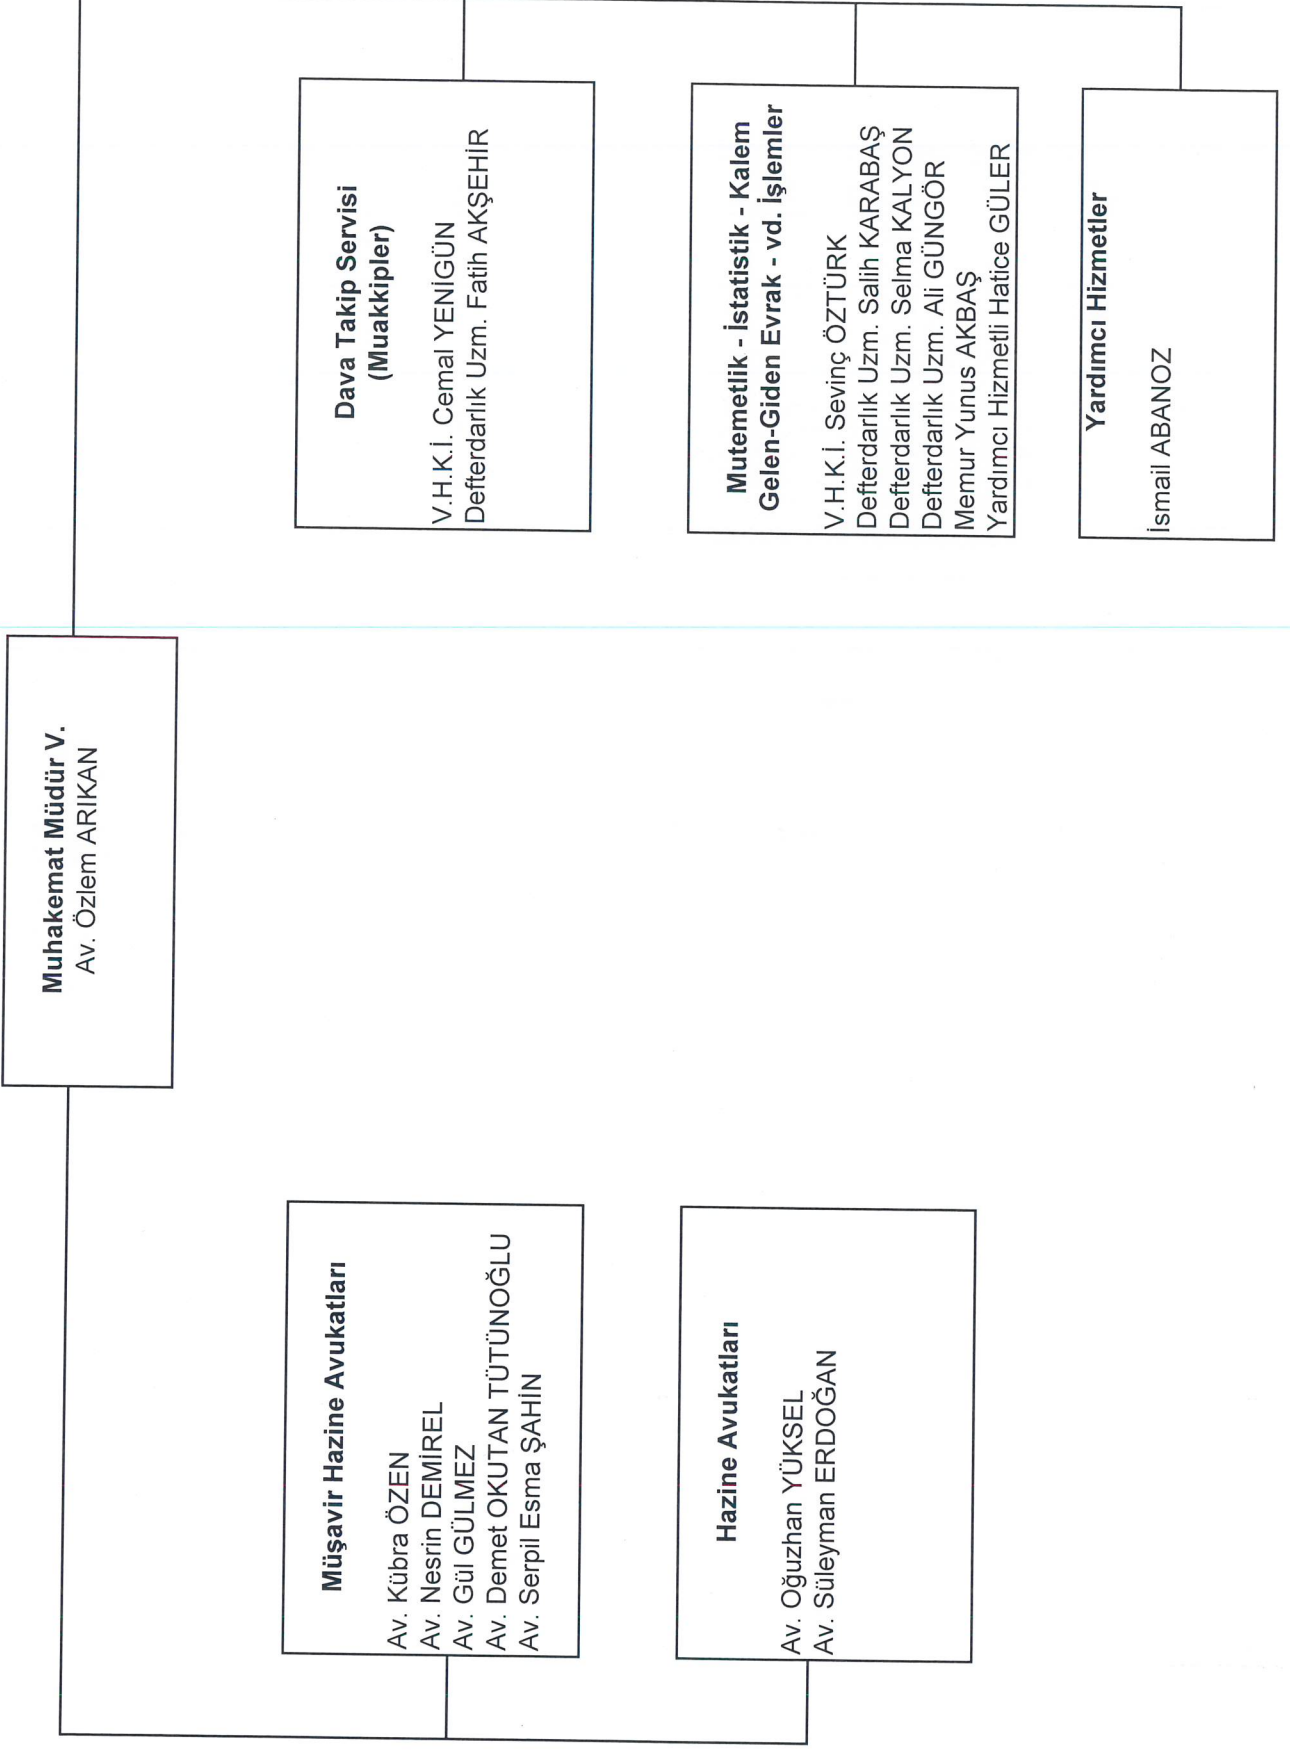 Muhakemat Müdür V.
Av. Özlem ARIKAN
Müşavir Hazine Avukatları
Av. Kübra ÖZEN
Av. Nesrin DEMİREL
Av. Gül GÜLMEZ
Av. Demet OKUTAN TÜTÜNOĞLU
Av. Serpil Esma ŞAHİN
Hazine Avukatları
Av. Oğuzhan YÜKSEL
Av. Süleyman ERDOĞAN
Dava Takip Servisi
(Muakkipler)
V.H.K.İ. Cemal YENİGÜN
Defterdarlık Uzm. Fatih AKŞEHİR
Mutemetlik - İstatistik - Kalem
Gelen-Giden Evrak - vd. İşlemler
V.H.K.İ. Sevinç ÖZTÜRK
Defterdarlık Uzm. Salih KARABAŞ
Defterdarlık Uzm. Selma KALYON
Defterdarlık Uzm. Ali GÜNGÖR
Memur Yunus AKBAŞ
Yardımcı Hizmetli Hatice GÜLER
Yardımcı Hizmetler
İsmail ABANOZ